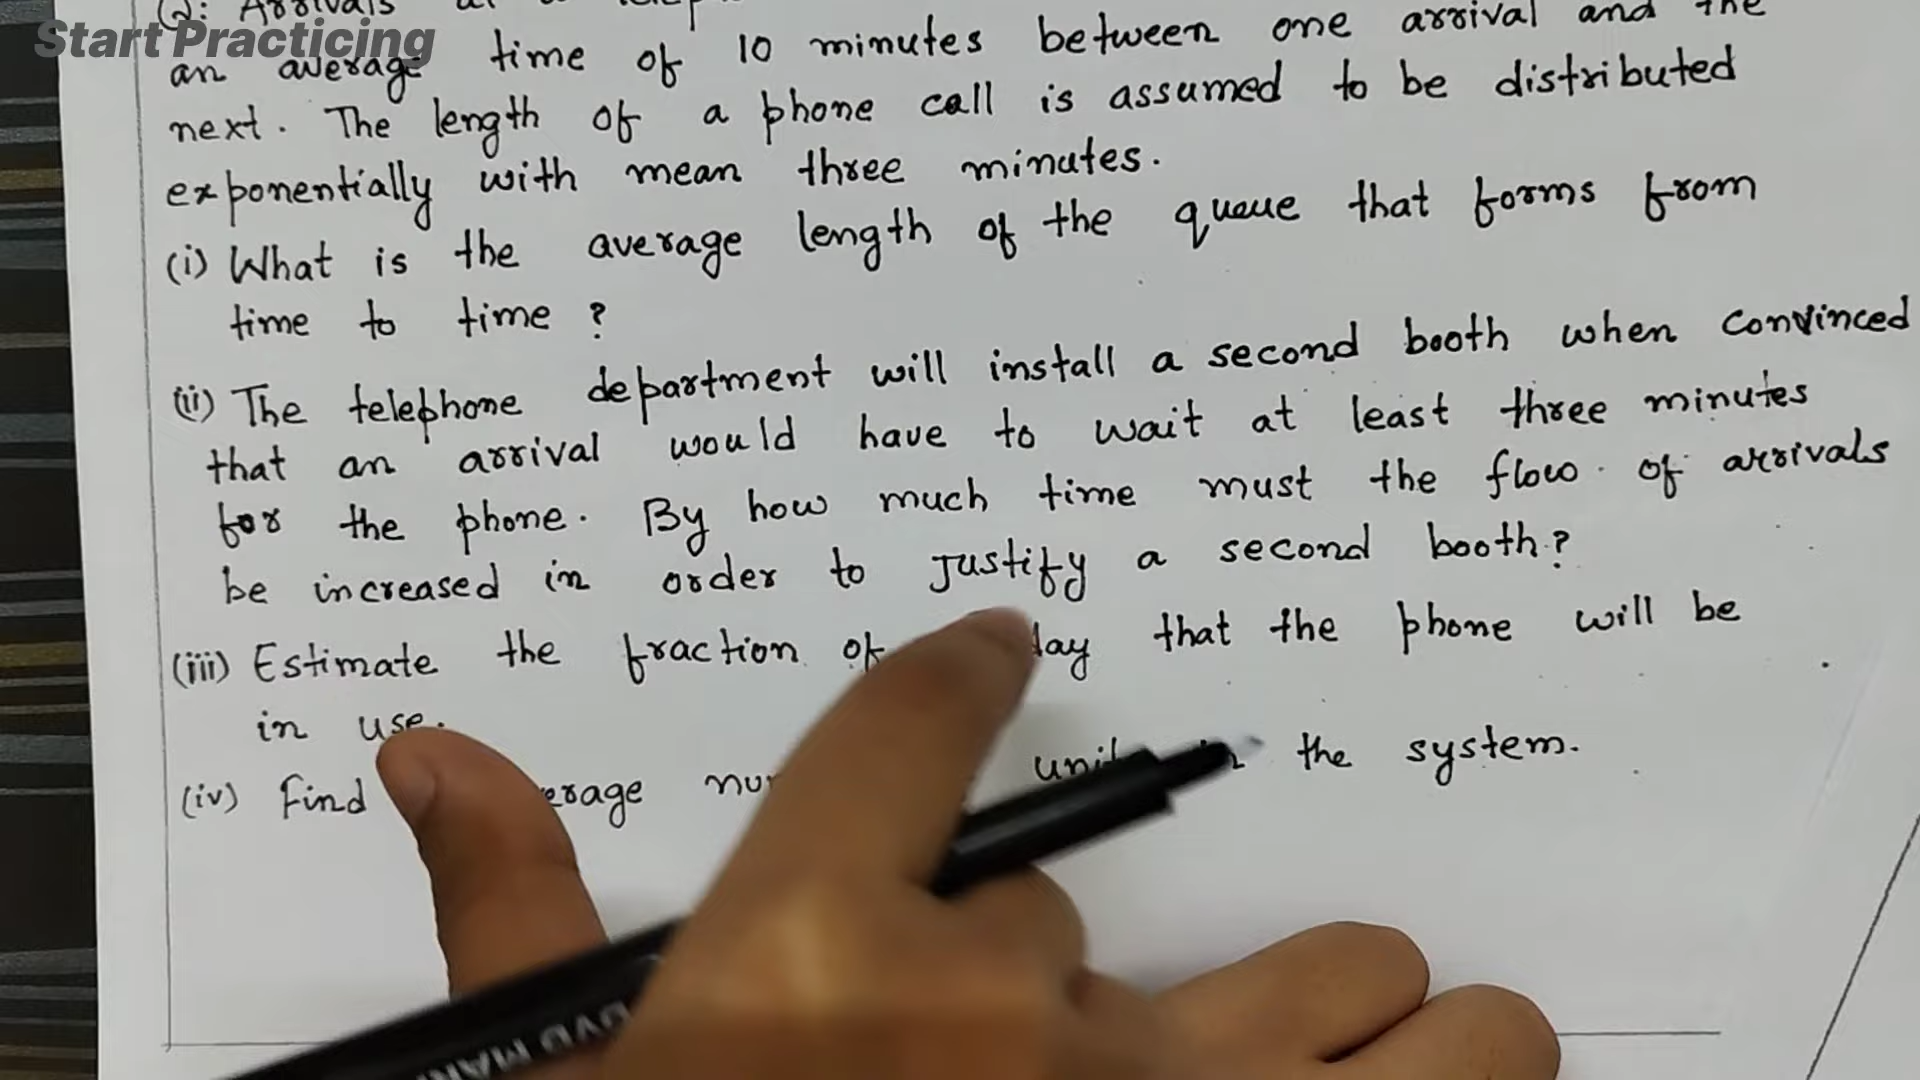 Start Practicing
Q: Arrivals at a
an average time of 10 minutes between one arrival and the
next. The length of a phone call is assumed to be distributed
exponentially with mean three minutes.
(i) What is the average length of the queue that forms from
time to time ?
(ii) The telephone department will install a second booth when convinced
that an arrival would have to wait at least three minutes
for the phone. By how much time must the flow of arrivals
be increased in order to Justify a second booth?
(iii) Estimate the fraction of day that the phone will be
in use.
(iv) Find the system.
DVD MAR